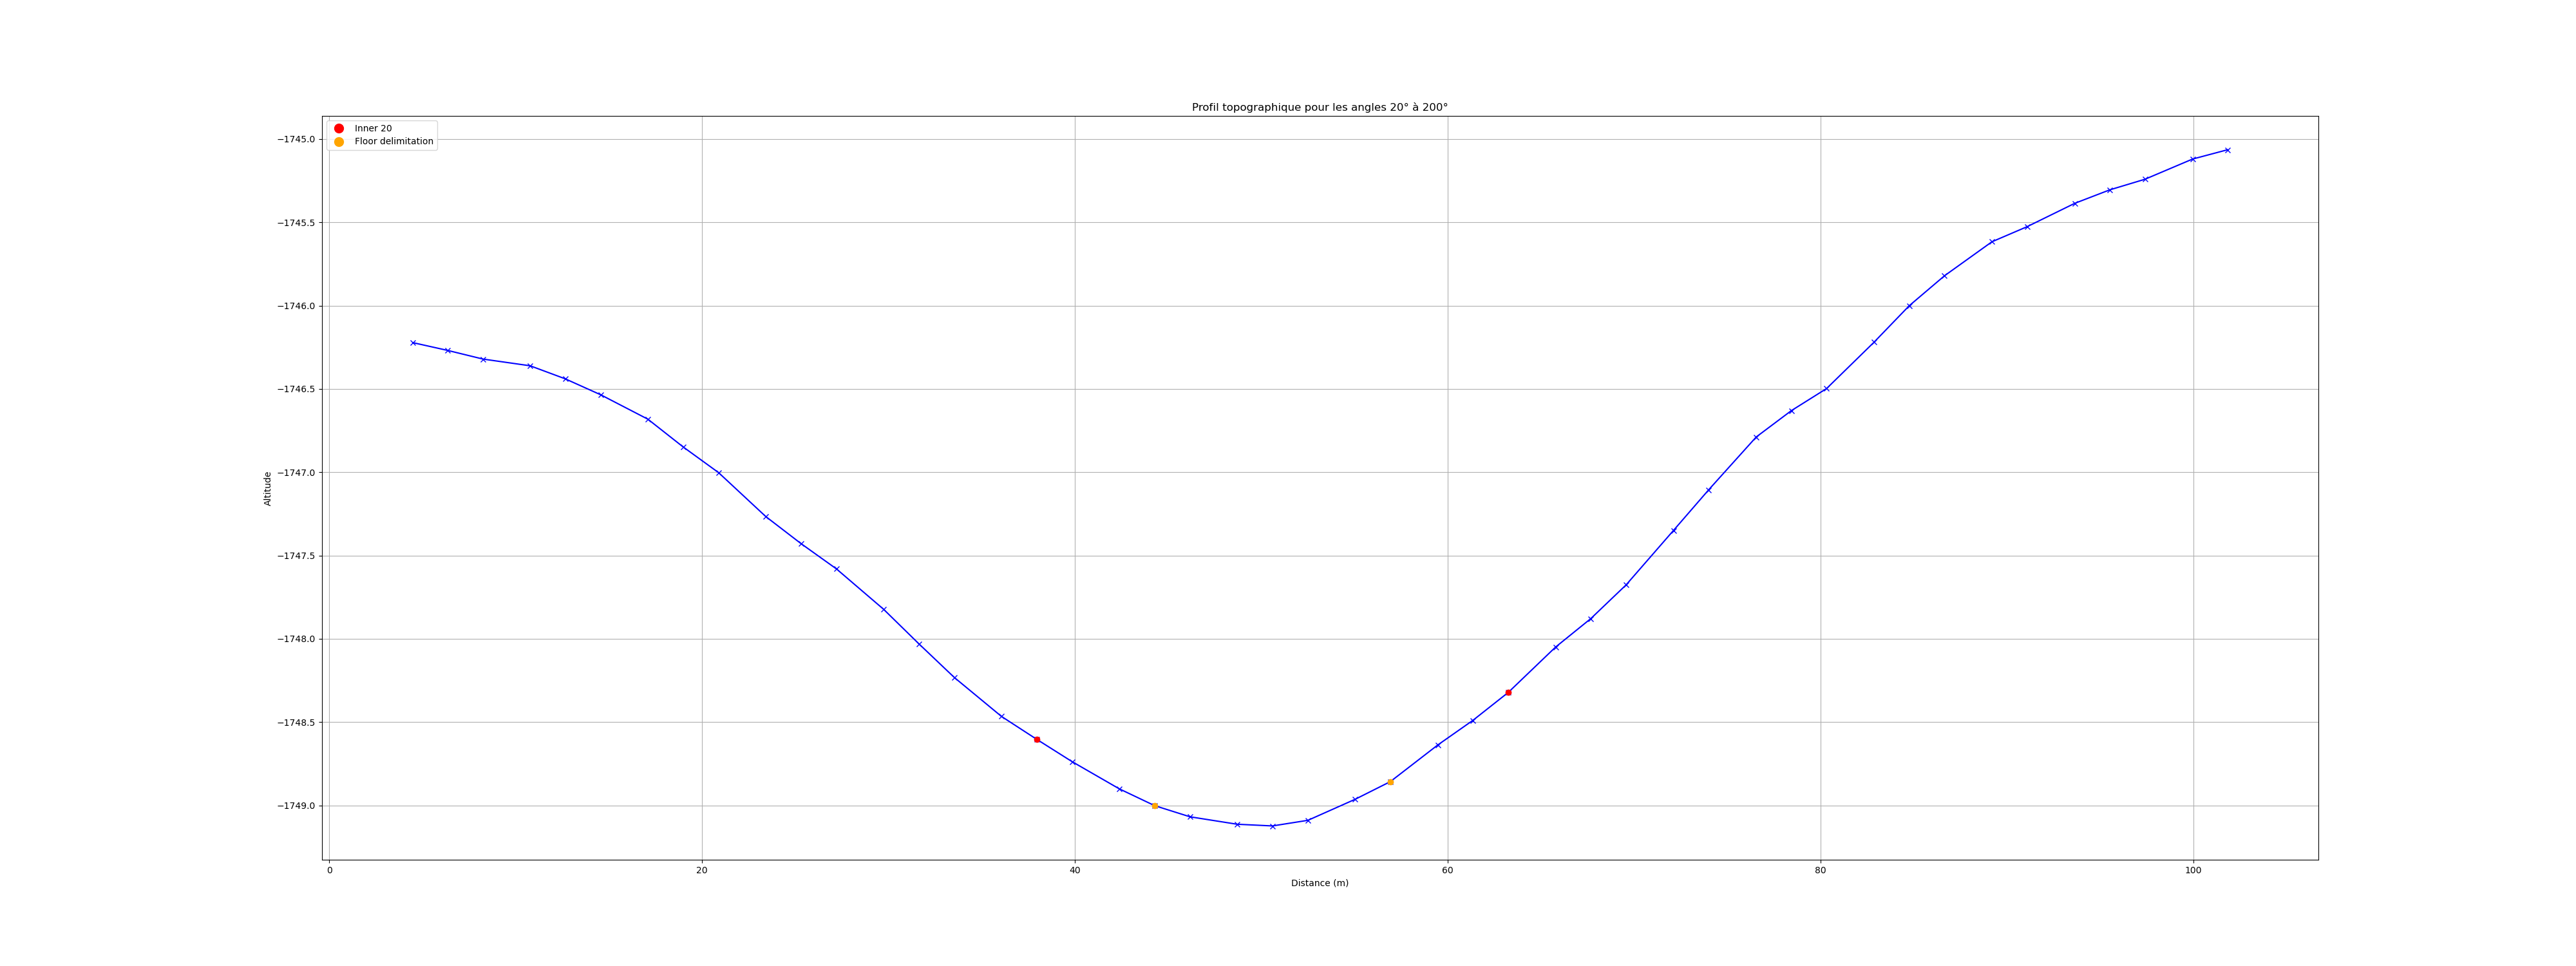 Profil topographique pour les angles 20° à 200°
Inner 20
Floor delimitation
−1745.0
−1745.5
−1746.0
−1746.5
−1747.0
−1747.5
−1748.0
−1748.5
−1749.0
Altitude
0 20 40 60 80 100
Distance (m)